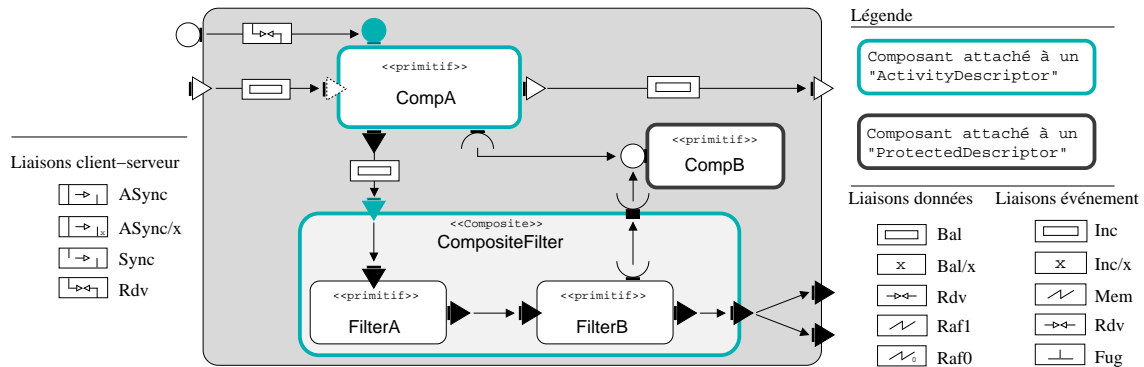 Liaisons client–serveur
ASync
x
ASync/x
Sync
Rdv
<<primitif>>
CompA
<<primitif>>
CompB
<<Composite>>
CompositeFilter
<<primitif>>
FilterA
<<primitif>>
FilterB
Légende
Composant attaché à un
"ActivityDescriptor"
Composant attaché à un
"ProtectedDescriptor"
Liaisons données
Bal
x
Bal/x
Rdv
Raf1
0
Raf0
Liaisons événement
Inc
x
Inc/x
Mem
Rdv
Fug